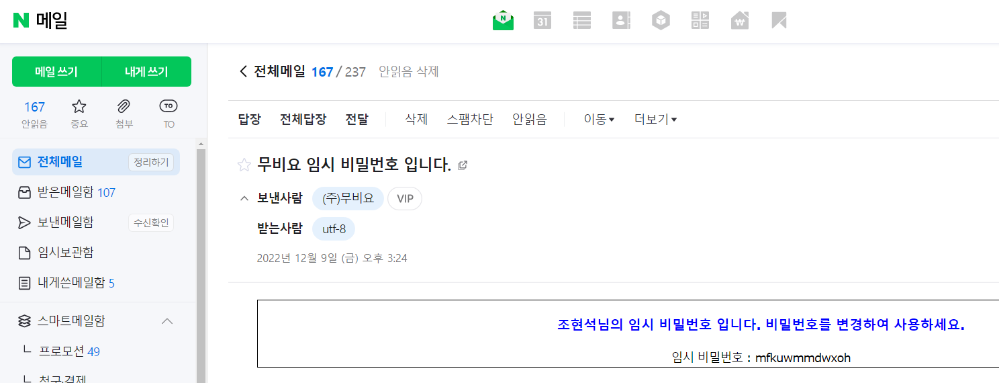 N 메일
N 31
메일 쓰기 내게 쓰기
167 TO
안읽음 중요 첨부 TO
전체메일 정리하기
받은메일함 107
보낸메일함 수신확인
임시보관함
내게쓴메일함 5
스마트메일함
프로모션 49
청구·결제
전체메일 167 / 237 안읽음 삭제
답장 전체답장 전달 삭제 스팸차단 안읽음 이동 더보기
무비요 임시 비밀번호 입니다.
보낸사람 (주)무비요 VIP
받는사람 utf-8
2022년 12월 9일 (금) 오후 3:24
조현석님의 임시 비밀번호 입니다. 비밀번호를 변경하여 사용하세요.
임시 비밀번호 : mfkuwmmdwxoh